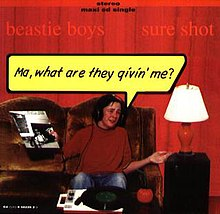 stereo
maxi cd single
beastie boys sure shot
Ma, what are they givin' me?